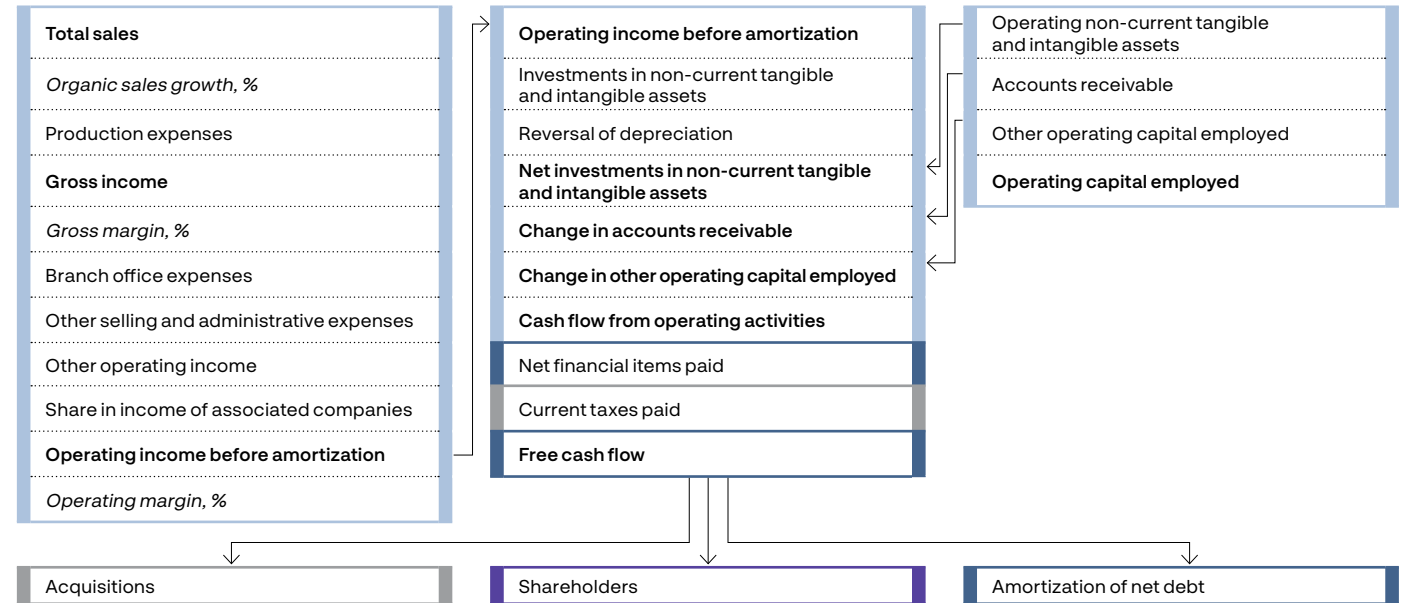 Total sales
Organic sales growth, %
Production expenses
Gross income
Gross margin, %
Branch office expenses
Other selling and administrative expenses
Other operating income
Share in income of associated companies
Operating income before amortization
Operating margin, %
Operating income before amortization
Investments in non-current tangible
and intangible assets
Reversal of depreciation
Net investments in non-current tangible
and intangible assets
Change in accounts receivable
Change in other operating capital employed
Cash flow from operating activities
Net financial items paid
Current taxes paid
Free cash flow
Operating non-current tangible
and intangible assets
Accounts receivable
Other operating capital employed
Operating capital employed
Acquisitions
Shareholders
Amortization of net debt